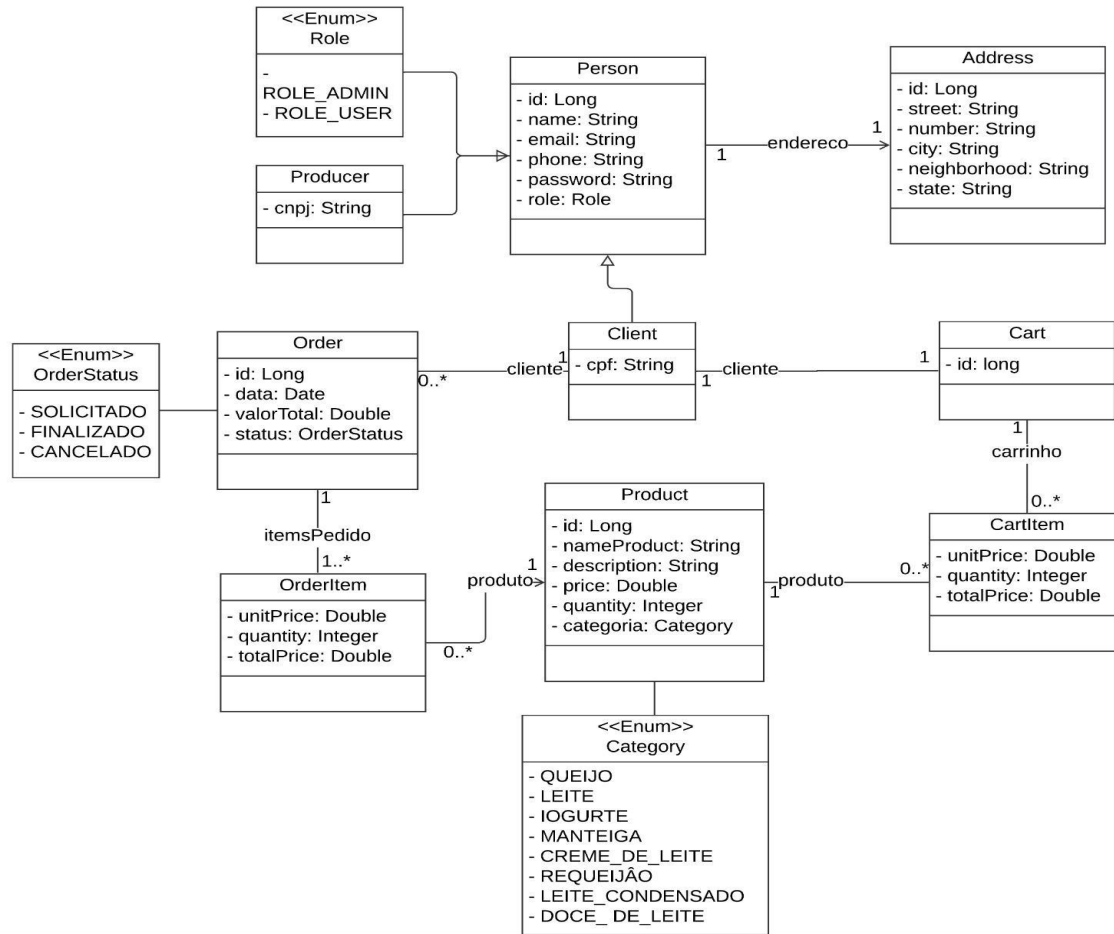 <<Enum>>
Role
-
ROLE_ADMIN
- ROLE_USER
Producer
- cnpj: String
Person
- id: Long
- name: String
- email: String
- phone: String
- password: String
- role: Role
1
endereco
1
Address
- id: Long
- street: String
- number: String
- city: String
- neighborhood: String
- state: String
<<Enum>>
OrderStatus
- SOLICITADO
- FINALIZADO
- CANCELADO
Order
- id: Long
- data: Date
- valorTotal: Double
- status: OrderStatus
0..*
cliente
1
Client
- cpf: String
1
cliente
1
Cart
- id: long
1
carrinho
0..*
1
itemsPedido
1..*
OrderItem
- unitPrice: Double
- quantity: Integer
- totalPrice: Double
0..*
produto
1
Product
- id: Long
- nameProduct: String
- description: String
- price: Double
- quantity: Integer
- categoria: Category
1
produto
0..*
CartItem
- unitPrice: Double
- quantity: Integer
- totalPrice: Double
<<Enum>>
Category
- QUEIJO
- LEITE
- IOGURTE
- MANTEIGA
- CREME_DE_LEITE
- REQUEIJÂO
- LEITE_CONDENSADO
- DOCE_ DE_LEITE